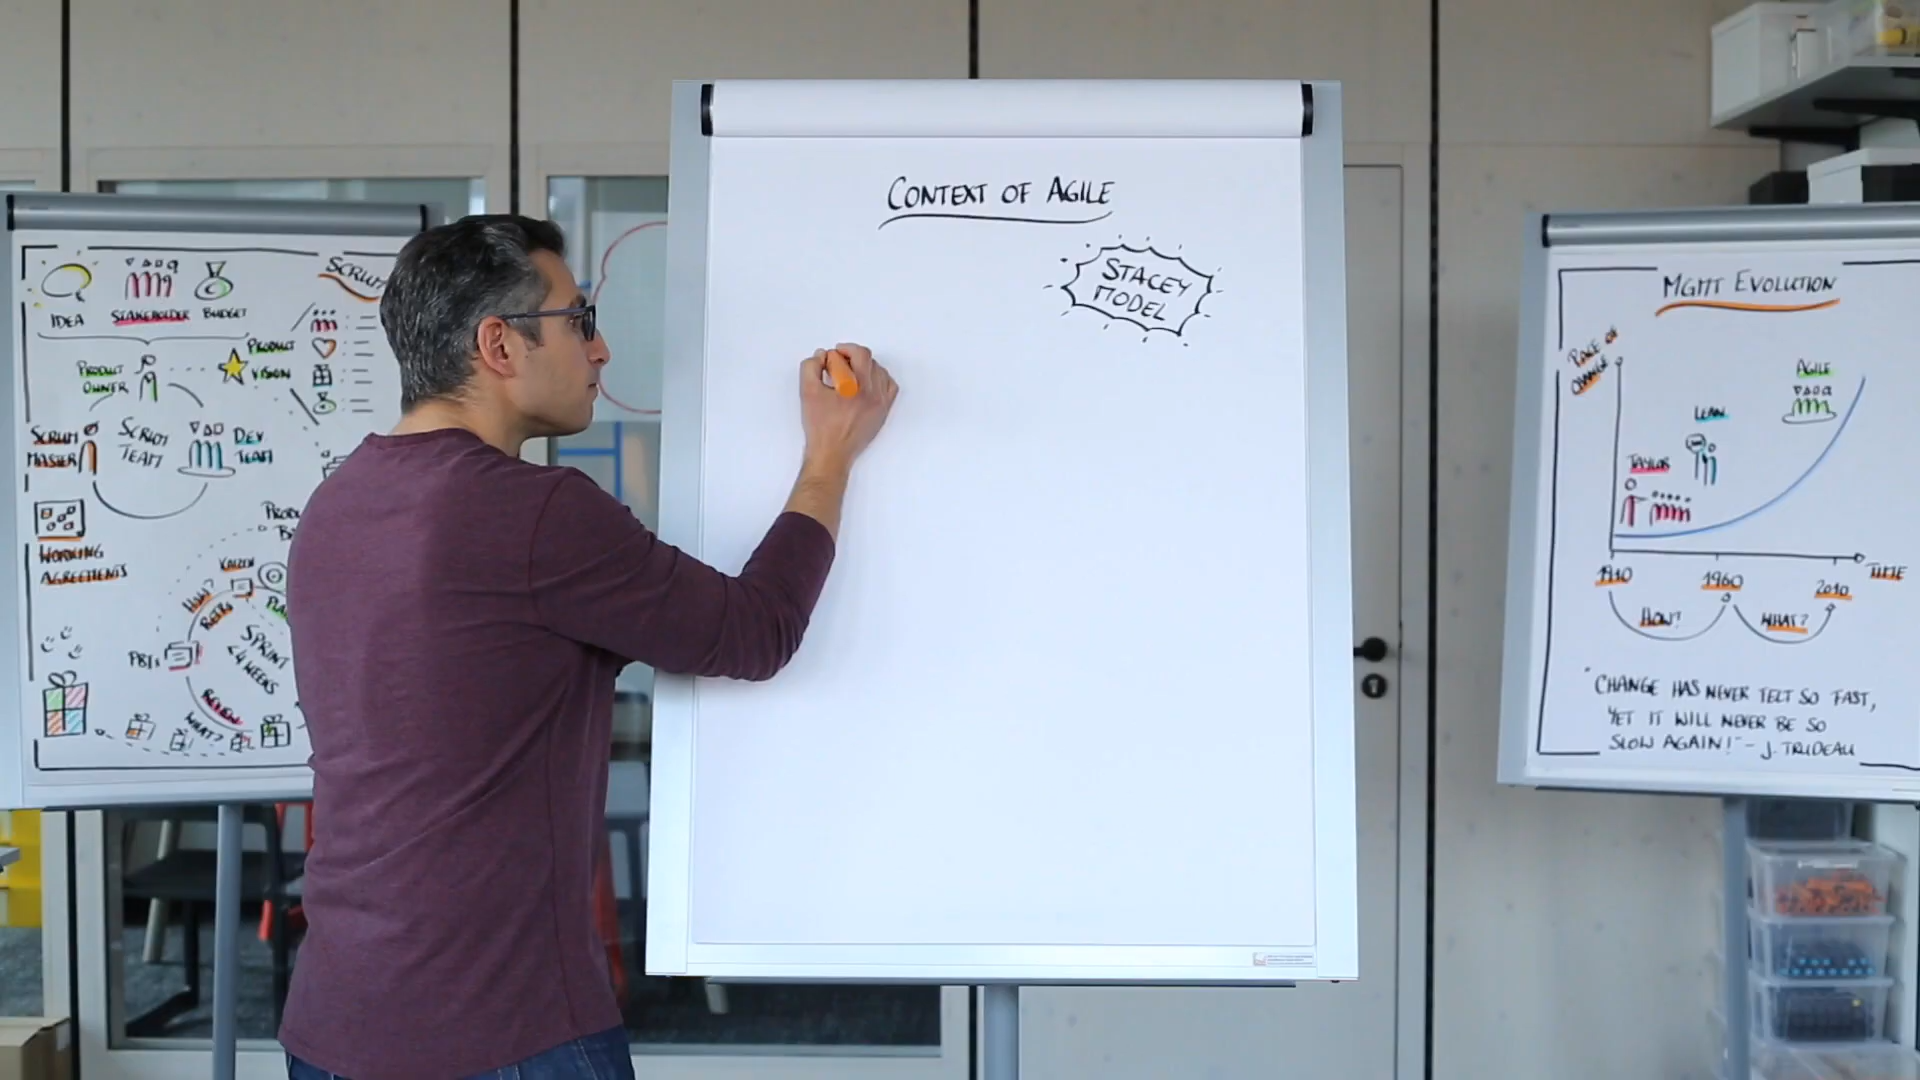 CONTEXT OF AGILE
STACEY
MODEL
SCRUM
IDEA
STAKEHOLDER
BUDGET
PRODUCT
OWNER
PRODUCT
VISION
SCRUM
MASTER
SCRUM
TEAM
DEV
TEAM
WORKING
AGREEMENTS
KAIZEN
HOW?
RETRO
SPRINT
<4 WEEKS
PBIs
REVIEW
WHAT?
MGMT EVOLUTION
PACE OF
CHANGE
AGILE
LEAN
TAYLOR
1910
1960
2010
TIME
HOW?
WHAT?
"CHANGE HAS NEVER FELT SO FAST,
YET IT WILL NEVER BE SO
SLOW AGAIN!" - J. TRUDEAU